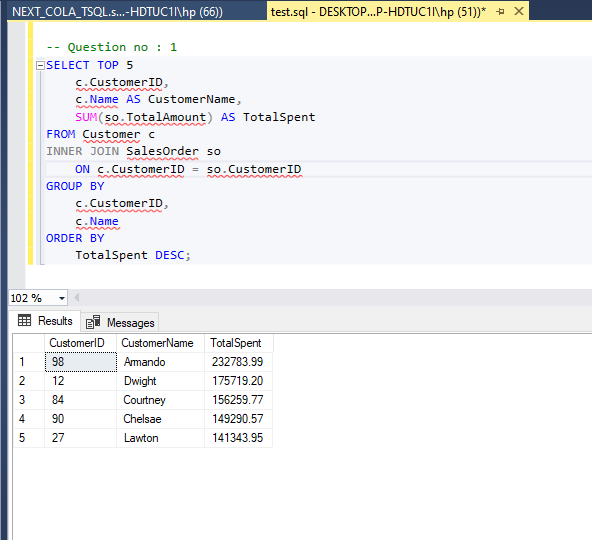 NEXT_COLA_TSQL.s...-HDTUC1I\hp (66))
test.sql - DESKTOP...P-HDTUC1I\hp (51))*
-- Question no : 1
SELECT TOP 5
c.CustomerID,
c.Name AS CustomerName,
SUM(so.TotalAmount) AS TotalSpent
FROM Customer c
INNER JOIN SalesOrder so
ON c.CustomerID = so.CustomerID
GROUP BY
c.CustomerID,
c.Name
ORDER BY
TotalSpent DESC;
102 %
Results Messages
CustomerID CustomerName TotalSpent
1 98 Armando 232783.99
2 12 Dwight 175719.20
3 84 Courtney 156259.77
4 90 Chelsae 149290.57
5 27 Lawton 141343.95